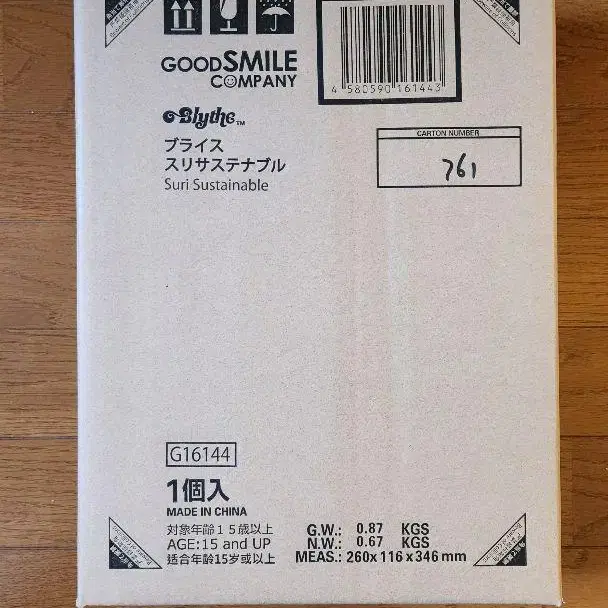 GOODSMILE
COMPANY
4 580590 161443
Blythe™
CARTON NUMBER
761
ブライス
スリサステナブル
Suri Sustainable
G16144
1個入
MADE IN CHINA
対象年齢15歳以上
AGE:15 and UP
适合年龄15岁或以上
G.W.: 0.87 KGS
N.W.: 0.67 KGS
MEAS.: 260x116x346mm